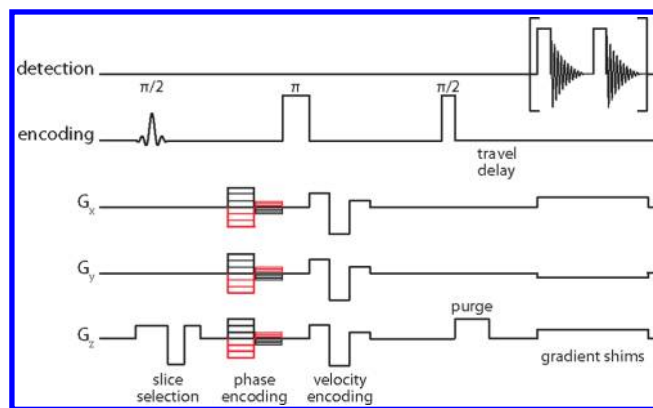 detection
π/2
π
π/2
encoding
travel
delay
Gx
Gy
purge
Gz
gradient shims
slice
selection
phase
encoding
velocity
encoding